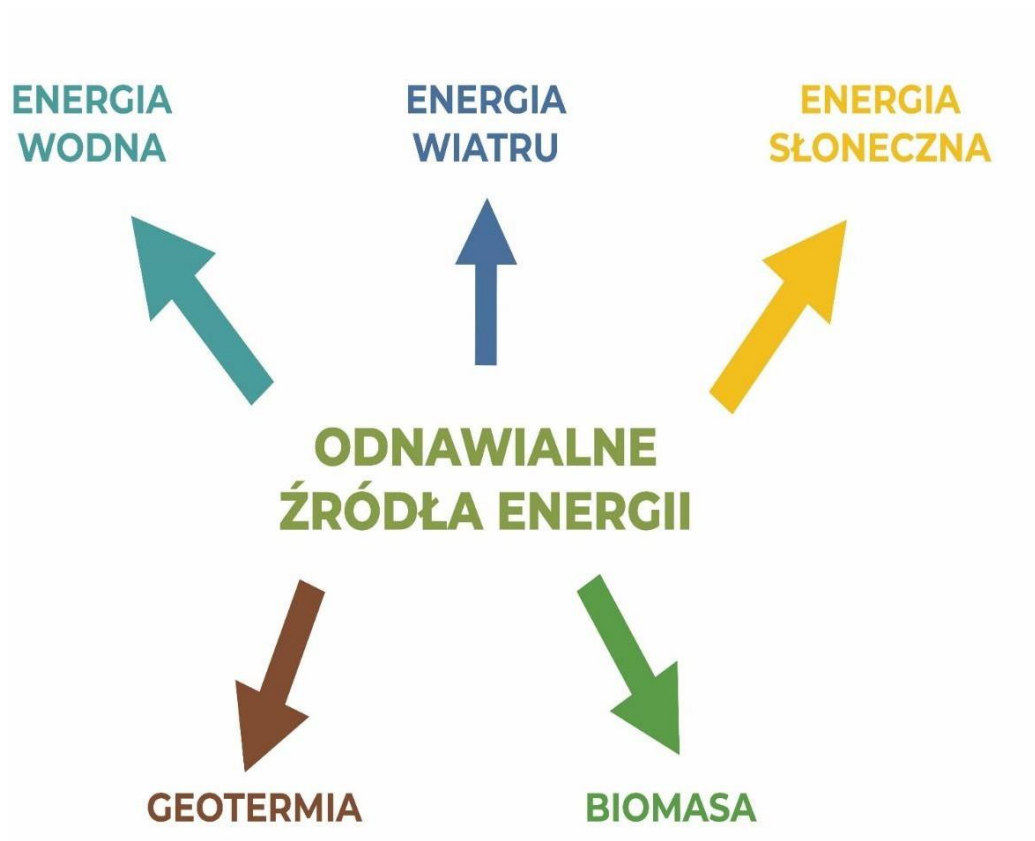 ENERGIA
WODNA
ENERGIA
WIATRU
ENERGIA
SŁONECZNA
ODNAWIALNE
ŹRÓDŁA ENERGII
GEOTERMIA
BIOMASA